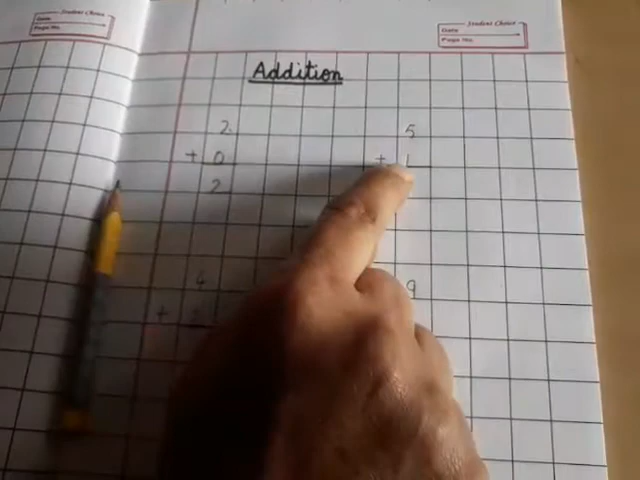 Student Choice
Date
Page No.
Student Choice
Date
Page No.
Addition
2 5
+ 0 + 1
2
4 9
+